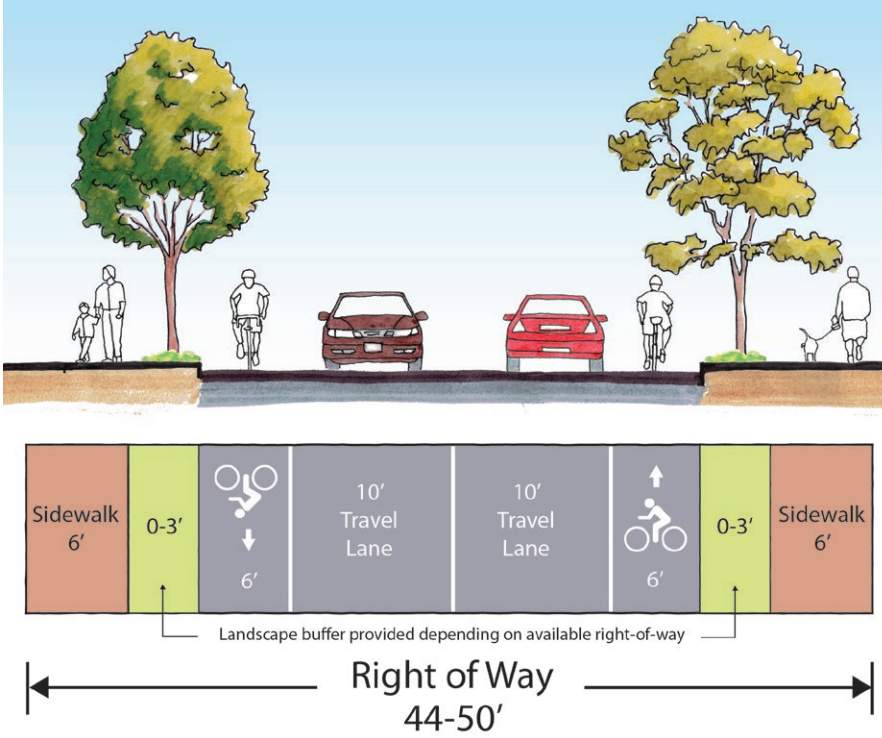 Sidewalk
6’
0-3’
6’
10’
Travel
Lane
10’
Travel
Lane
6’
0-3’
Sidewalk
6’
Landscape buffer provided depending on available right-of-way
Right of Way
44-50’